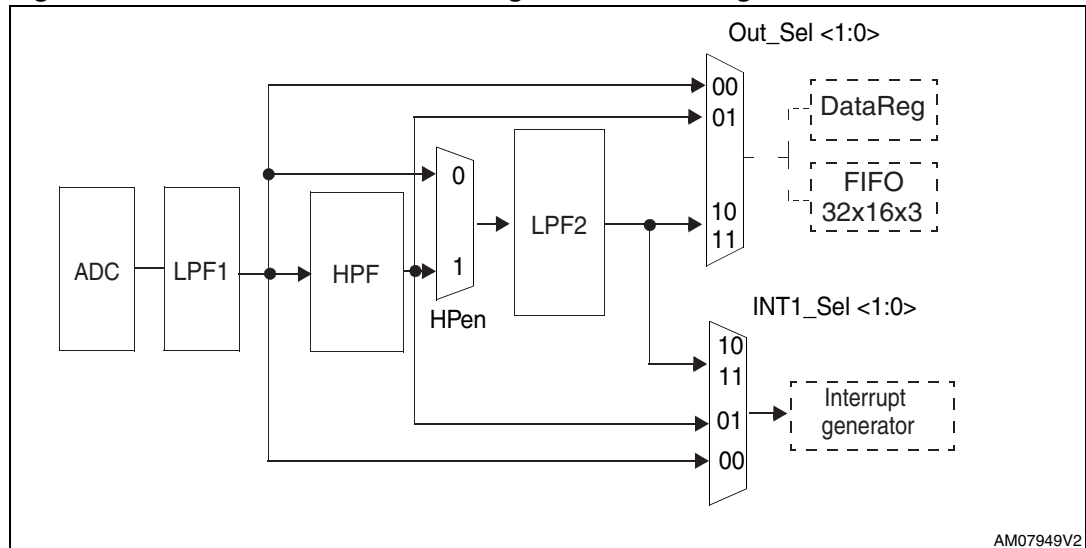 Out_Sel <1:0>
00
01
DataReg
0
FIFO
32x16x3
10
11
LPF2
ADC
LPF1
HPF
1
HPen
INT1_Sel <1:0>
10
11
01
00
Interrupt
generator
AM07949V2